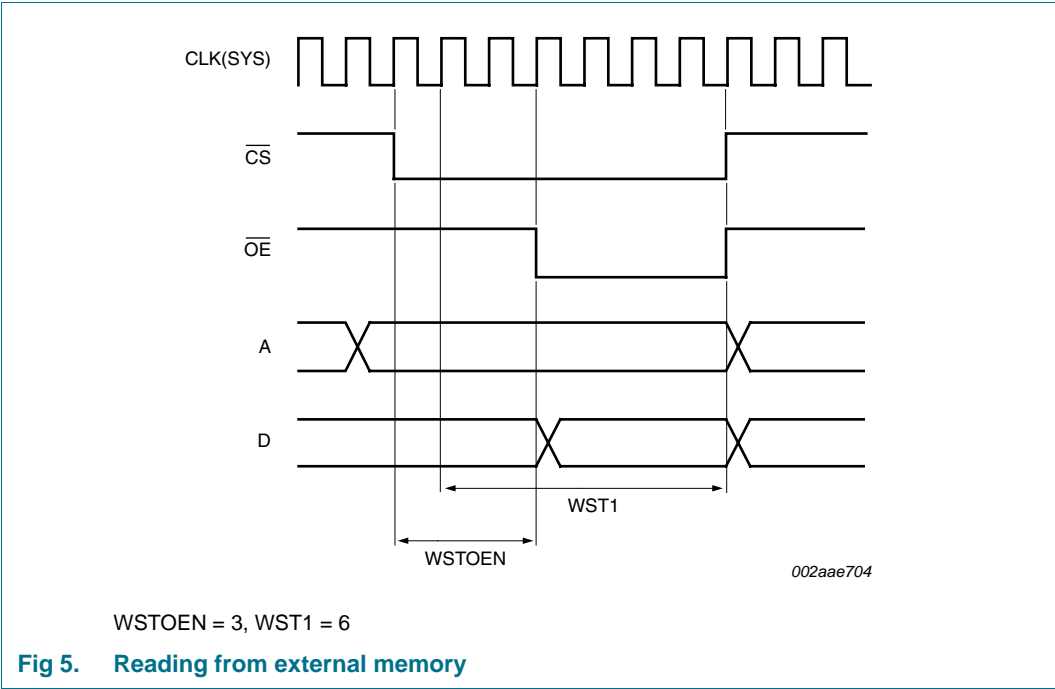 CLK(SYS)
CS
OE
A
D
WST1
WSTOEN
002aae704
WSTOEN = 3, WST1 = 6
Fig 5. Reading from external memory